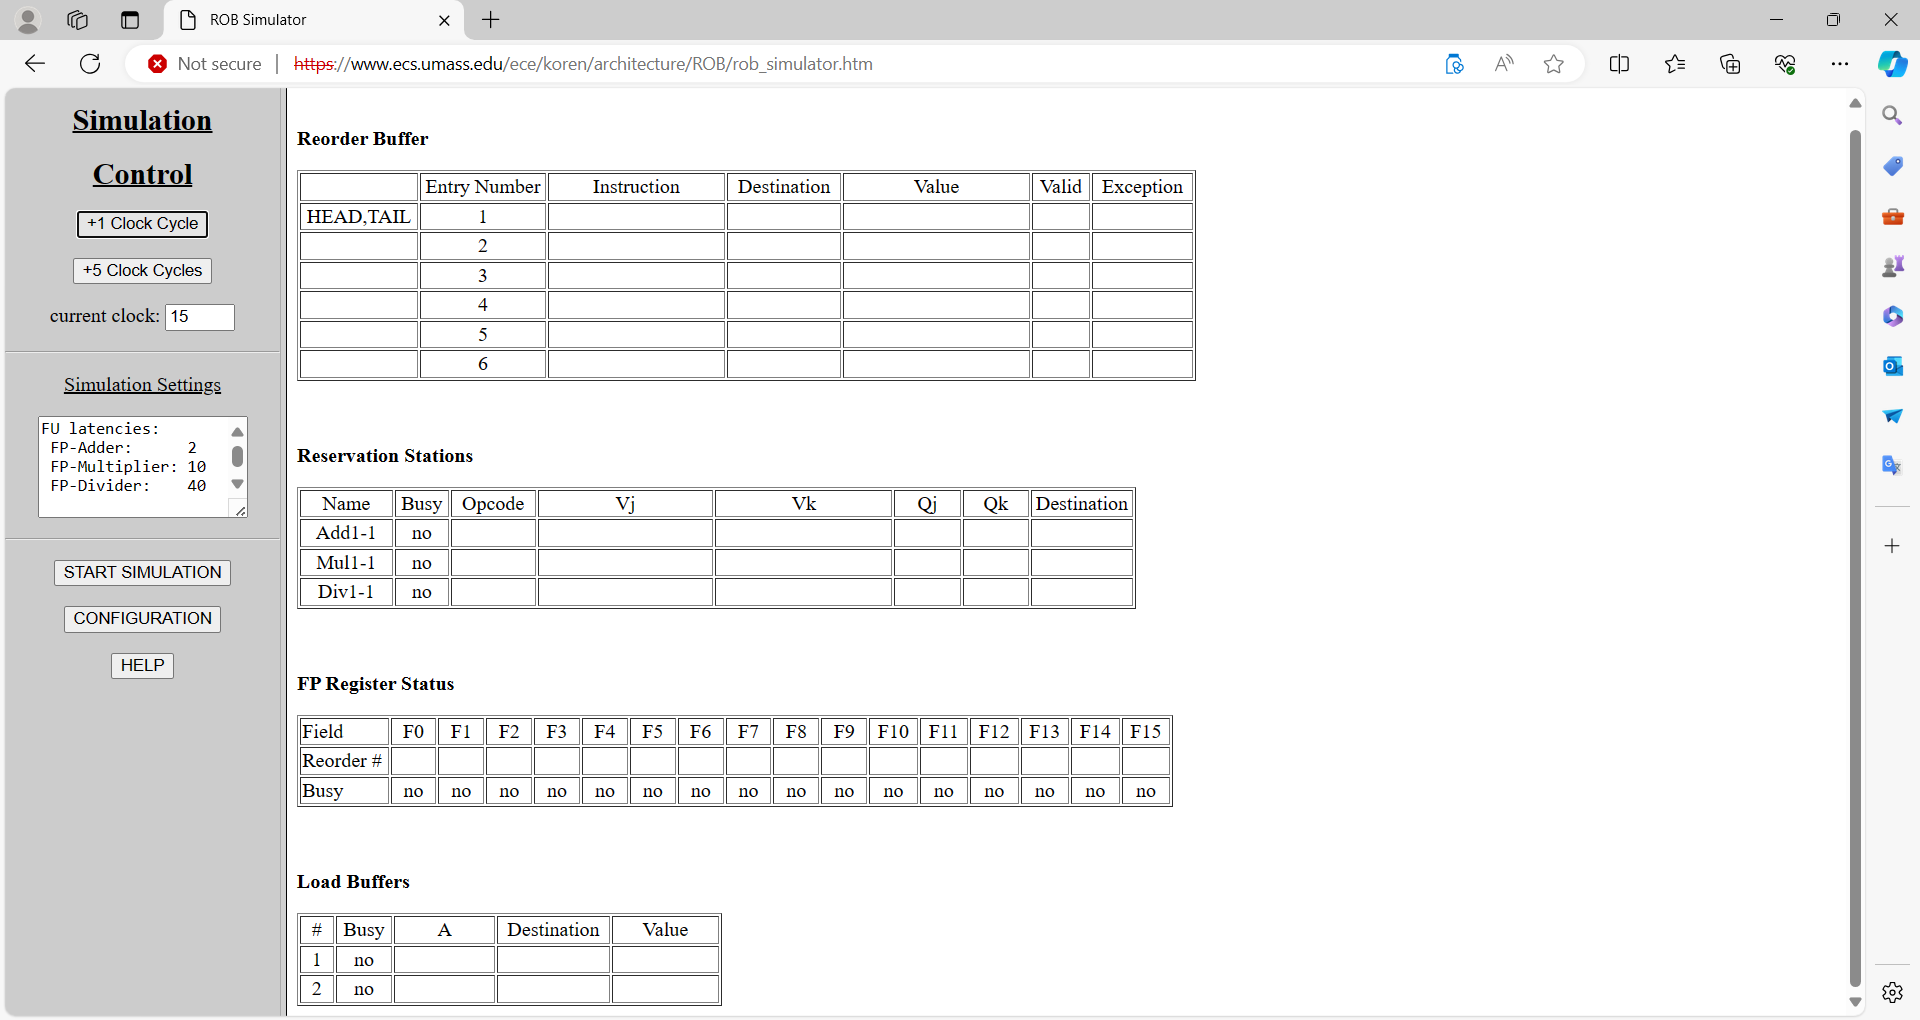 ROB Simulator
Not secure https://www.ecs.umass.edu/ece/koren/architecture/ROB/rob_simulator.htm
Simulation
Control
+1 Clock Cycle
+5 Clock Cycles
current clock: 15
Simulation Settings
FU latencies:
FP-Adder: 2
FP-Multiplier: 10
FP-Divider: 40
START SIMULATION
CONFIGURATION
HELP
Reorder Buffer
Entry Number Instruction Destination Value Valid Exception
HEAD,TAIL 1
2
3
4
5
6
Reservation Stations
Name Busy Opcode Vj Vk Qj Qk Destination
Add1-1 no
Mul1-1 no
Div1-1 no
FP Register Status
Field F0 F1 F2 F3 F4 F5 F6 F7 F8 F9 F10 F11 F12 F13 F14 F15
Reorder #
Busy no no no no no no no no no no no no no no no no
Load Buffers
# Busy A Destination Value
1 no
2 no